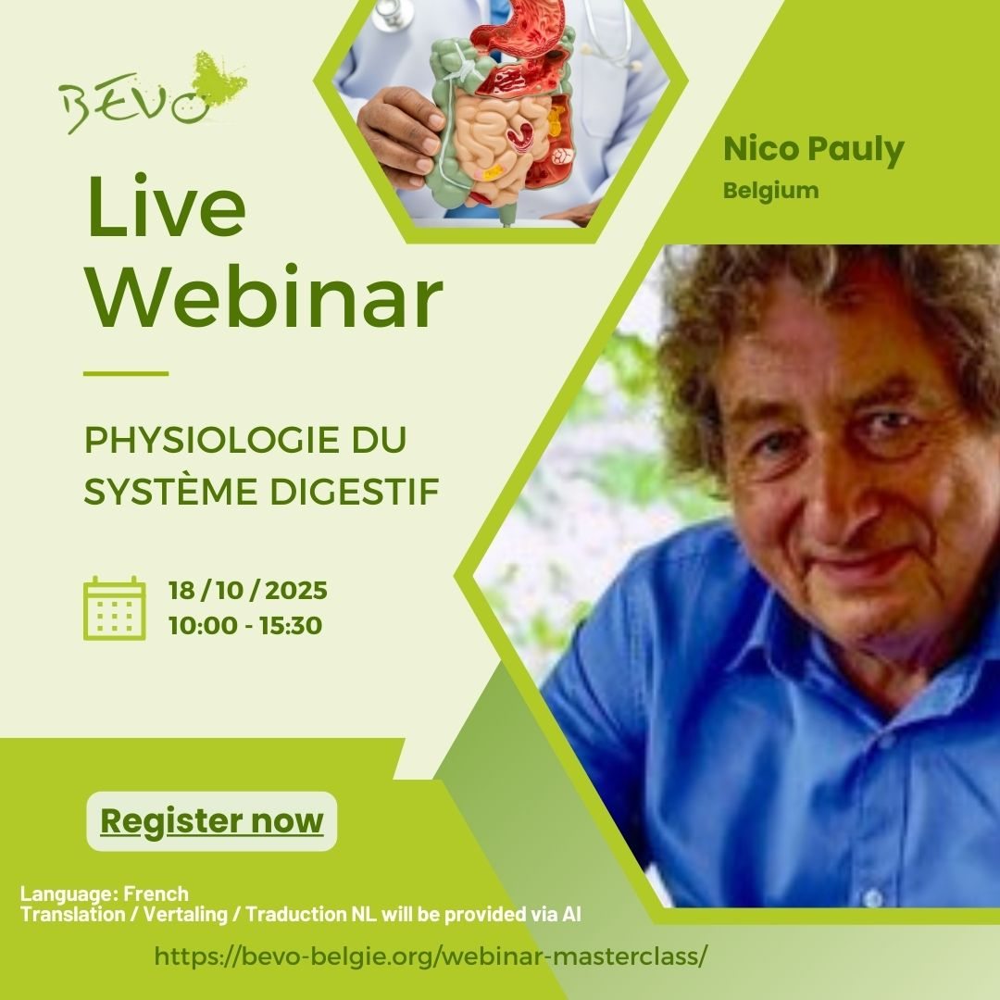 BEVO
Live
Webinar
PHYSIOLOGIE DU
SYSTÈME DIGESTIF
18 / 10 / 2025
10:00 - 15:30
Nico Pauly
Belgium
Register now
Language: French
Translation / Vertaling / Traduction NL will be provided via AI
https://bevo-belgie.org/webinar-masterclass/